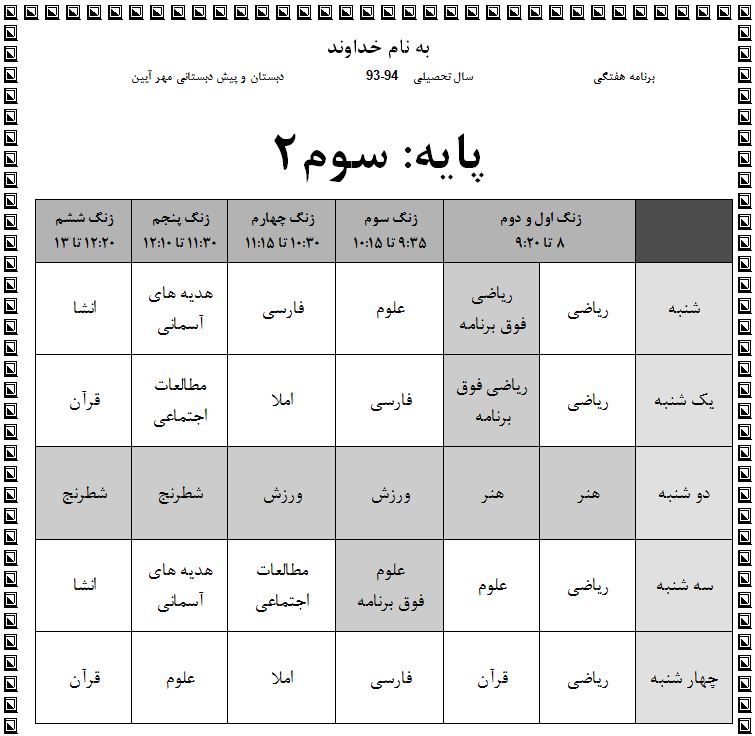 به نام خداوند
برنامه هفتگی سال تحصیلی 93-94 دبستان و پیش دبستانی مهر آیین
پایه: سوم۲
زنگ اول و دوم زنگ سوم زنگ چهارم زنگ پنجم زنگ ششم
۸ تا ۹:۲۰ ۹:۳۵ تا ۱۰:۱۵ ۱۰:۳۰ تا ۱۱:۱۵ ۱۱:۳۰ تا ۱۲:۱۰ ۱۲:۲۰ تا ۱۳
شنبه ریاضی ریاضی فوق برنامه علوم فارسی هدیه های آسمانی انشا
یک شنبه ریاضی ریاضی فوق برنامه فارسی املا مطالعات اجتماعی قرآن
دو شنبه هنر هنر ورزش ورزش شطرنج شطرنج
سه شنبه ریاضی علوم علوم فوق برنامه مطالعات اجتماعی هدیه های آسمانی انشا
چهار شنبه ریاضی قرآن فارسی املا علوم قرآن